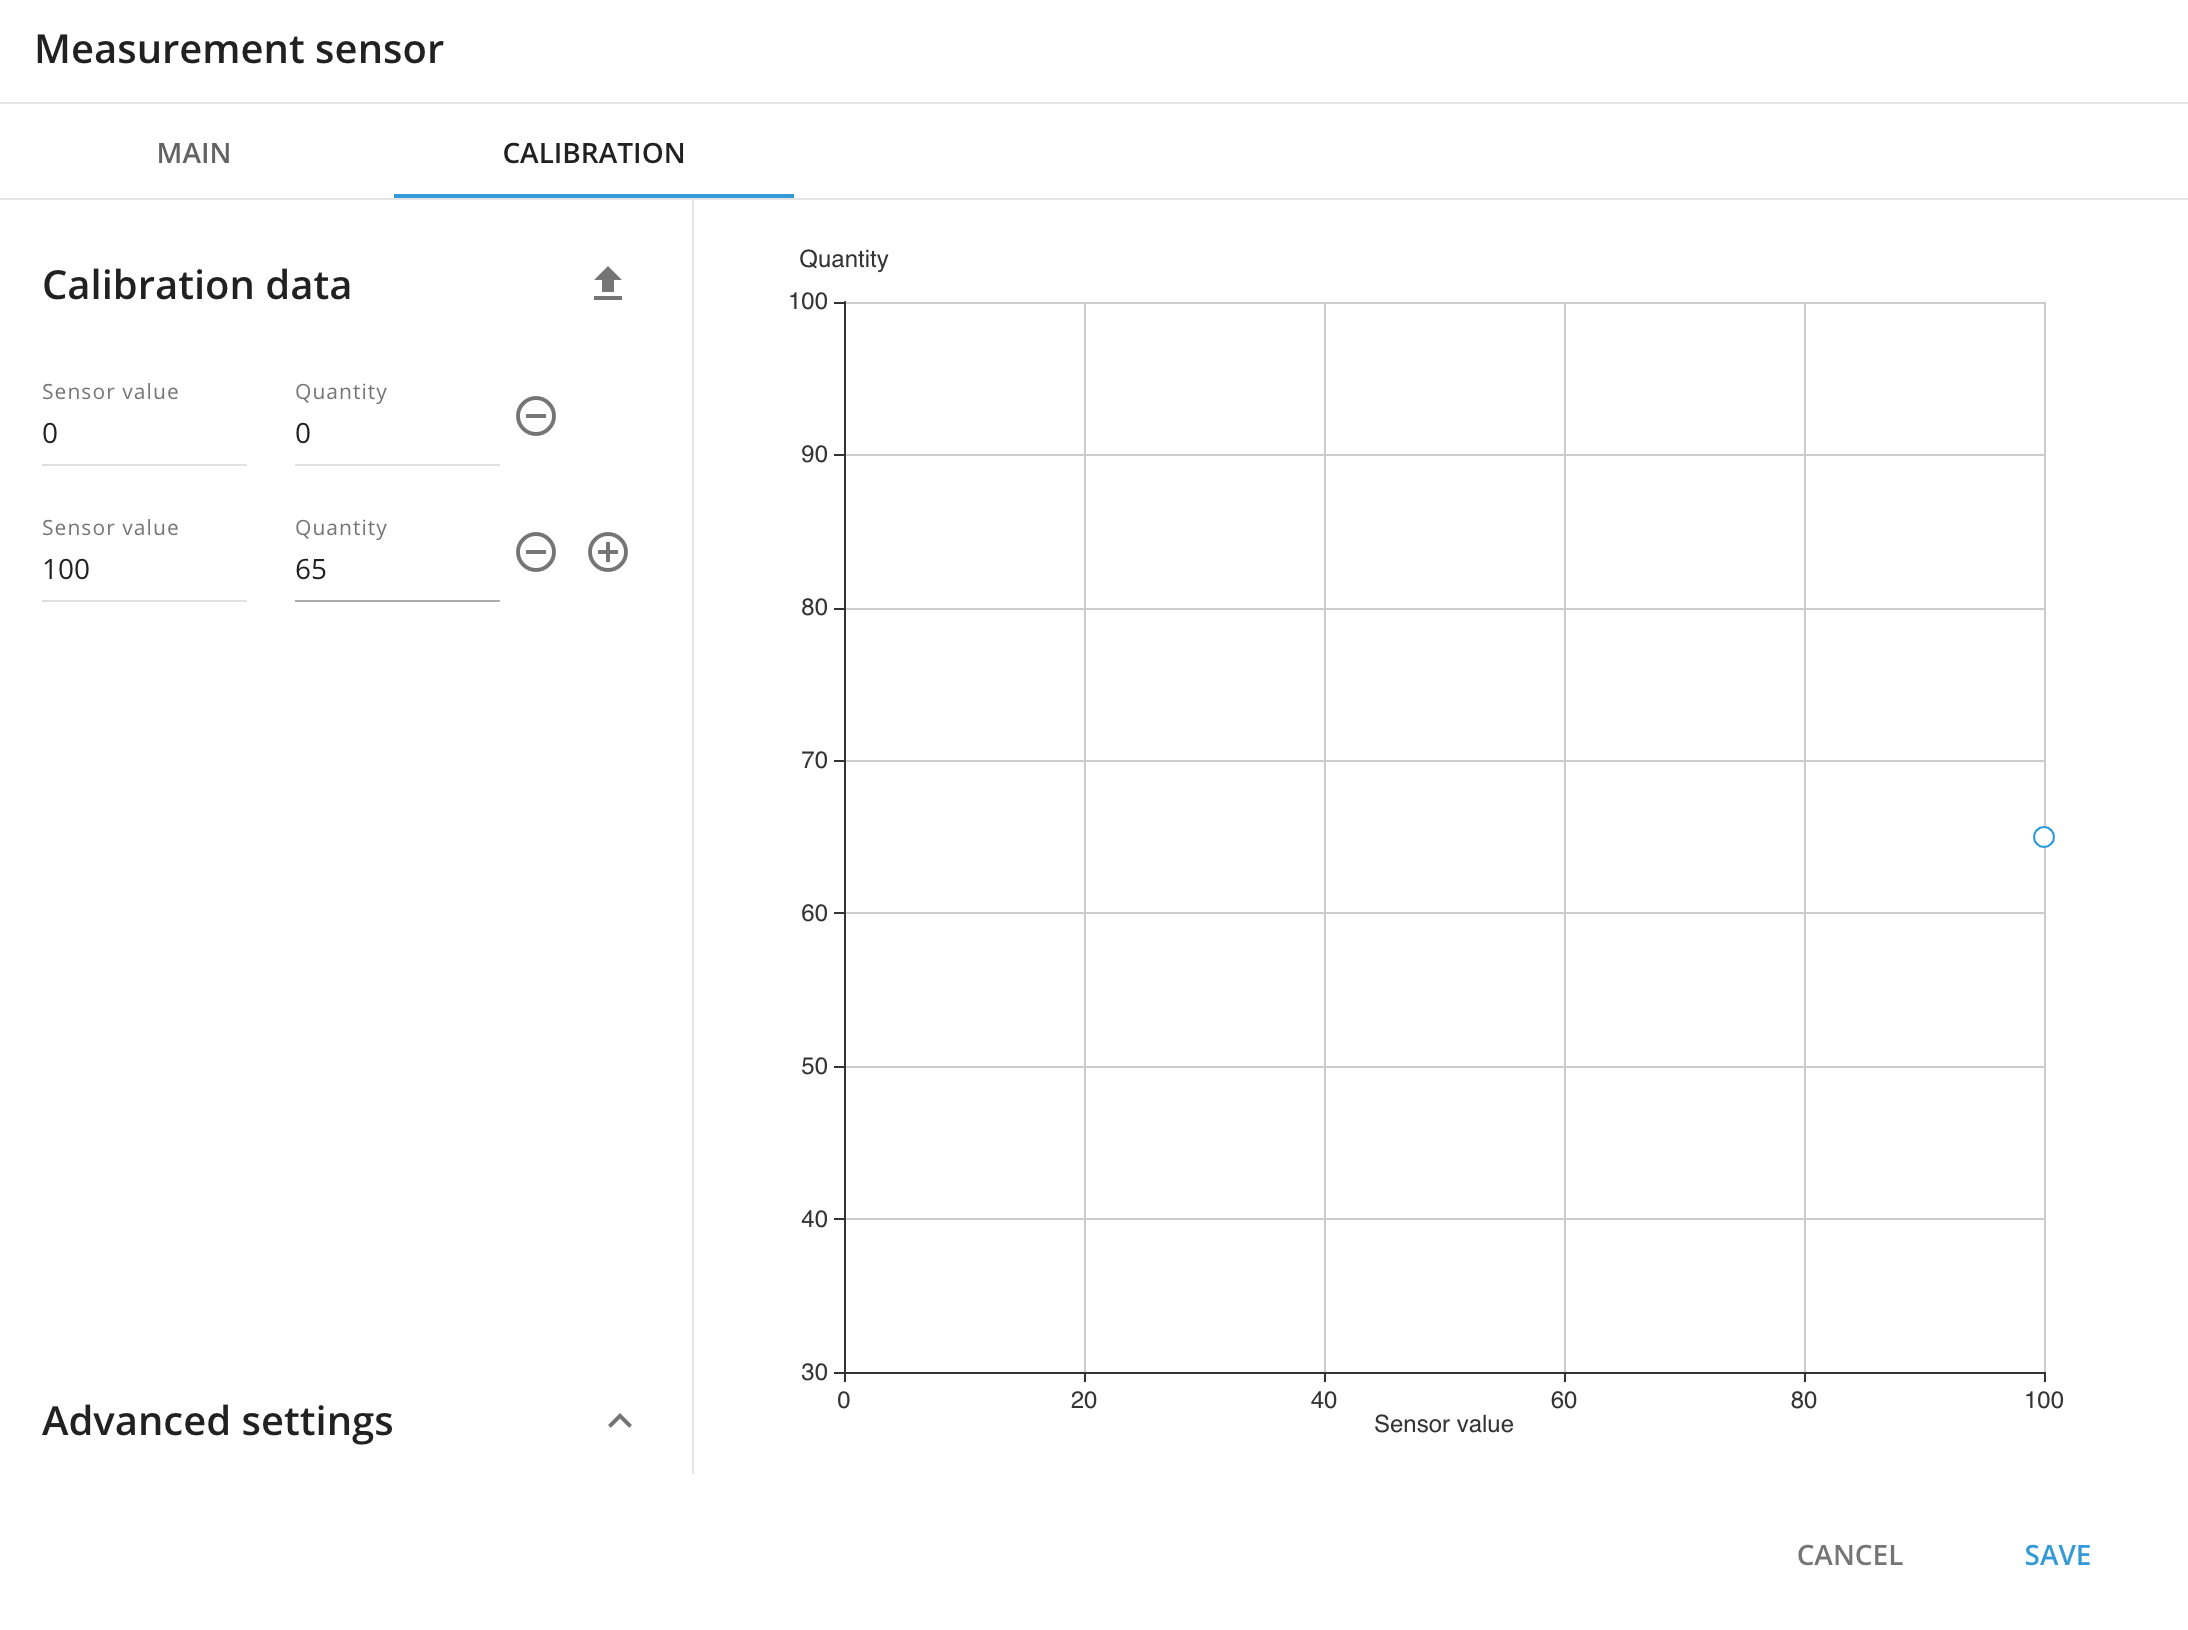 Measurement sensor
MAIN
CALIBRATION
Calibration data
Sensor value
Quantity
0
0
Sensor value
Quantity
100
65
Advanced settings
Quantity
100
90
80
70
60
50
40
30
0
20
40
60
80
100
Sensor value
CANCEL
SAVE